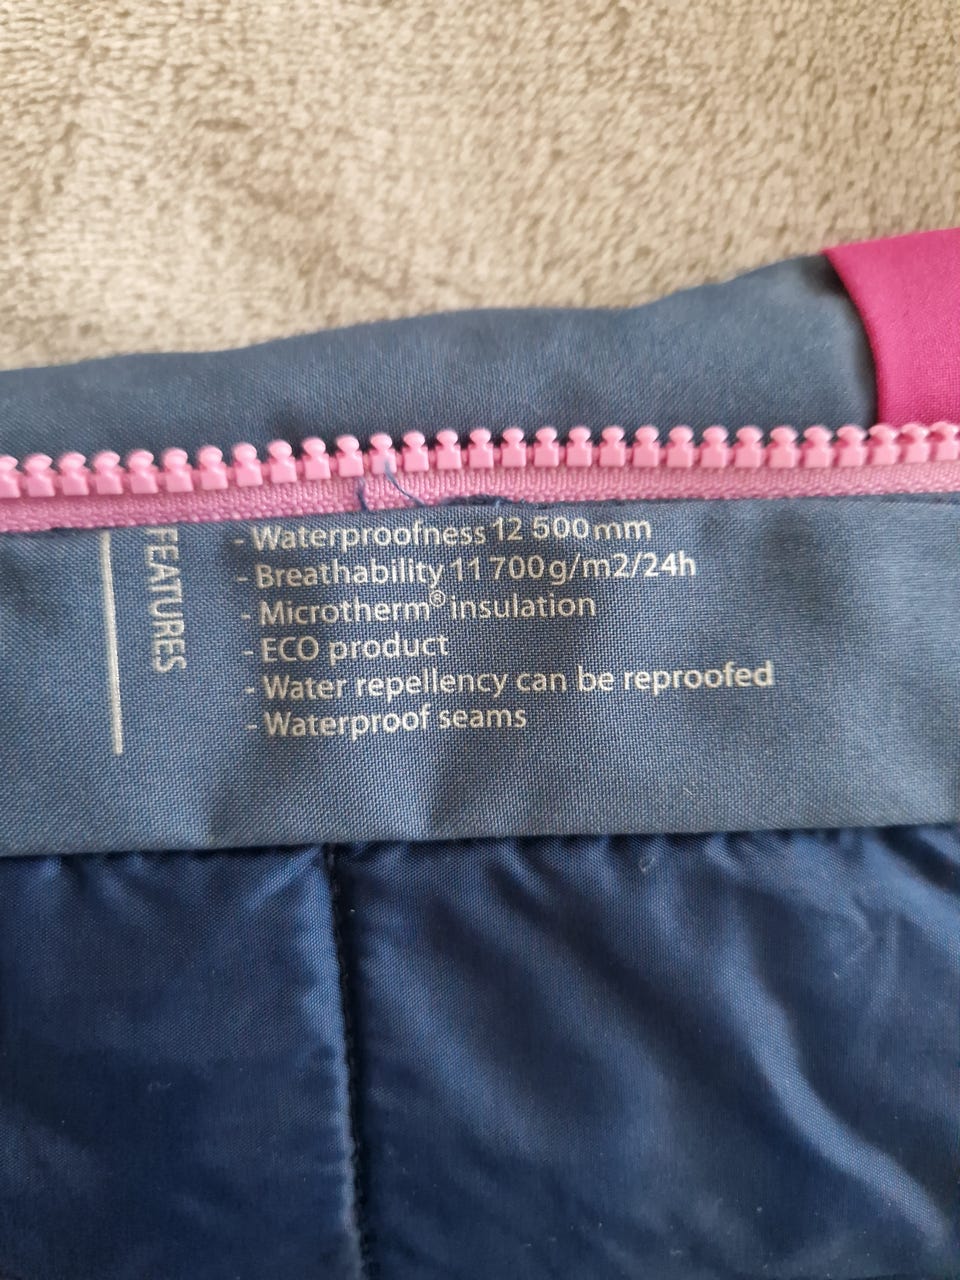 FEATURES
- Waterproofness 12 500mm
- Breathability 11 700g/m2/24h
- Microtherm® insulation
- ECO product
- Water repellency can be reproofed
- Waterproof seams